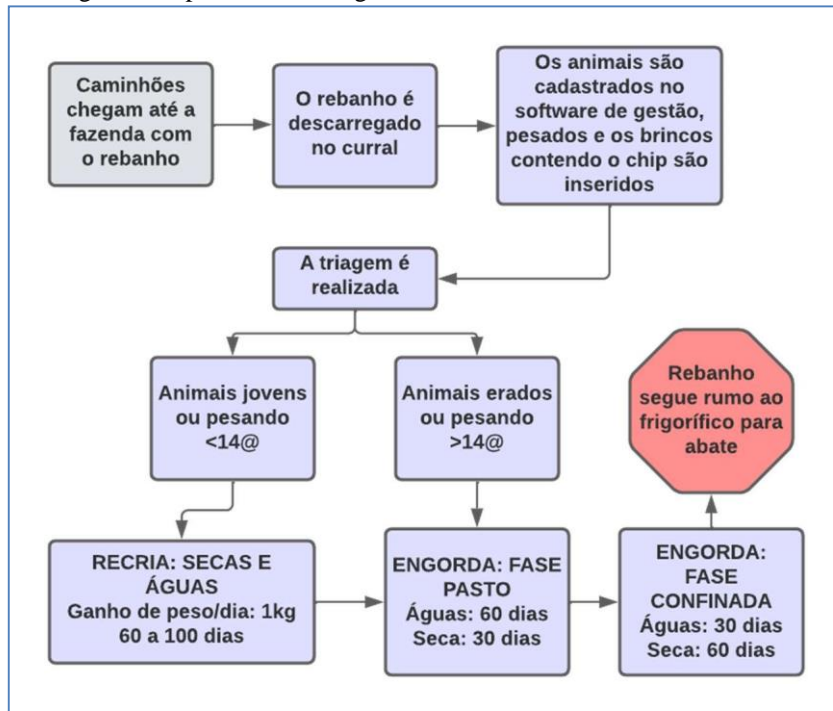 Caminhões
chegam até a
fazenda com
o rebanho
O rebanho é
descarregado
no curral
Os animais são
cadastrados no
software de gestão,
pesados e os brincos
contendo o chip são
inseridos
A triagem é
realizada
Animais jovens
ou pesando
<14@
Animais erados
ou pesando
>14@
Rebanho
segue rumo ao
frigorífico para
abate
RECRIA: SECAS E
ÁGUAS
Ganho de peso/dia: 1kg
60 a 100 dias
ENGORDA: FASE
PASTO
Águas: 60 dias
Seca: 30 dias
ENGORDA:
FASE
CONFINADA
Águas: 30 dias
Seca: 60 dias